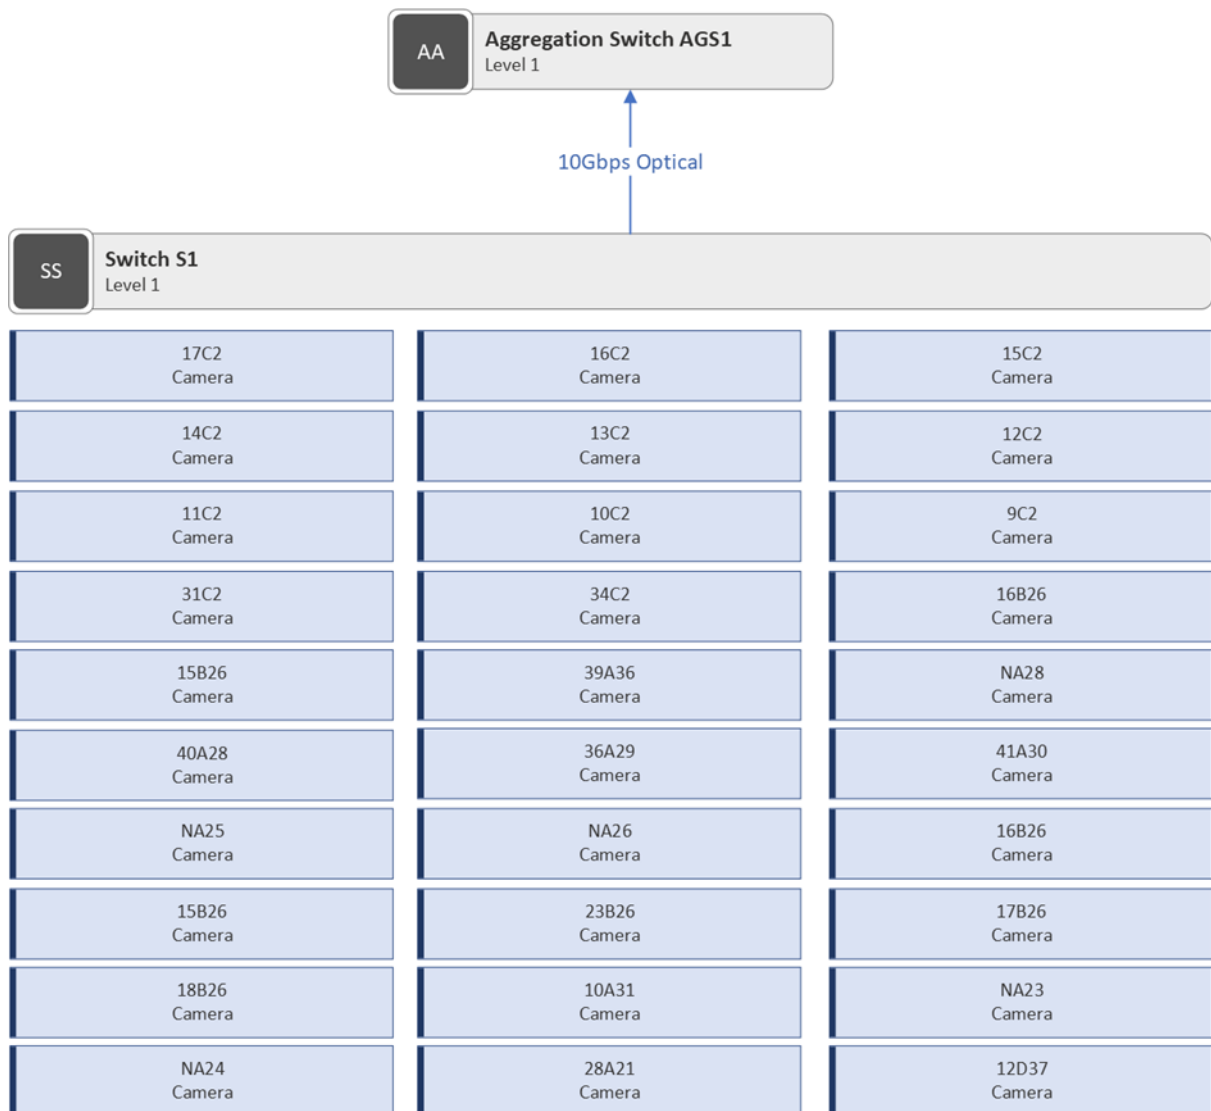 AA
Aggregation Switch AGS1
Level 1
10Gbps Optical
SS
Switch S1
Level 1
17C2
Camera
16C2
Camera
15C2
Camera
14C2
Camera
13C2
Camera
12C2
Camera
11C2
Camera
10C2
Camera
9C2
Camera
31C2
Camera
34C2
Camera
16B26
Camera
15B26
Camera
39A36
Camera
NA28
Camera
40A28
Camera
36A29
Camera
41A30
Camera
NA25
Camera
NA26
Camera
16B26
Camera
15B26
Camera
23B26
Camera
17B26
Camera
18B26
Camera
10A31
Camera
NA23
Camera
NA24
Camera
28A21
Camera
12D37
Camera